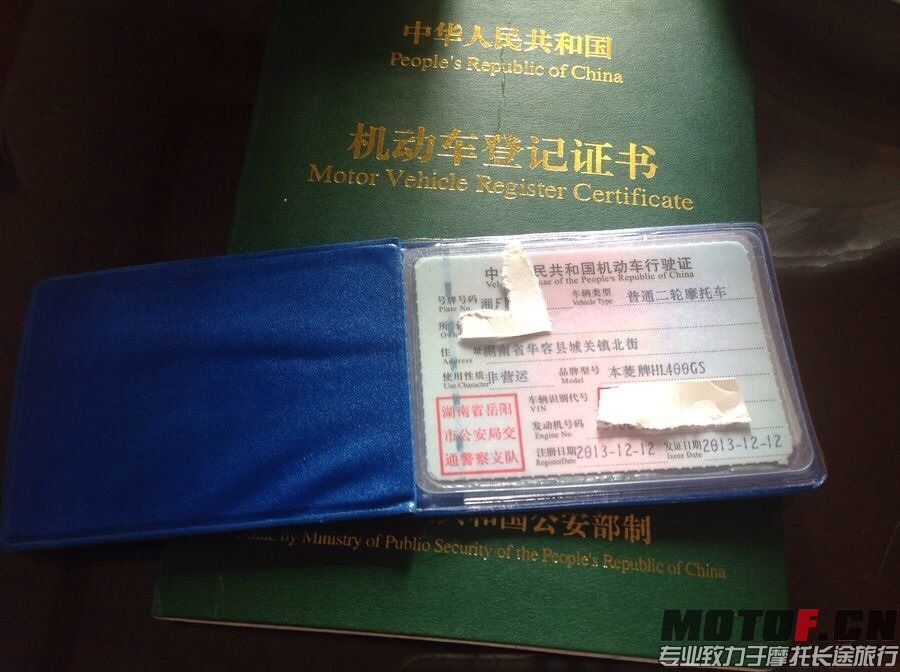 中华人民共和国
People's Republic of China
机动车登记证书
Motor Vehicle Register Certificate
民共和国机动车行驶证
of the People's Republic of China
号牌号码 湘F
Plate No.
车辆类型 普通二轮摩托车
Vehicle Type
所
住 址 湖南省华容县城关镇北街
Address
使用性质 非营运
Use Character
品牌型号 本菱牌HL400GS
Model
湖南省岳阳
市公安局交
通警察支队
车辆识别代号
VIN
发动机号码
Engine No.
注册日期 2013-12-12
RegisterDate
发证日期 2013-12-12
Issue Date
和国公安部制
by Ministry of Public Security of the People's Republic of China
MOTOF.CN
专业致力于摩托长途旅行